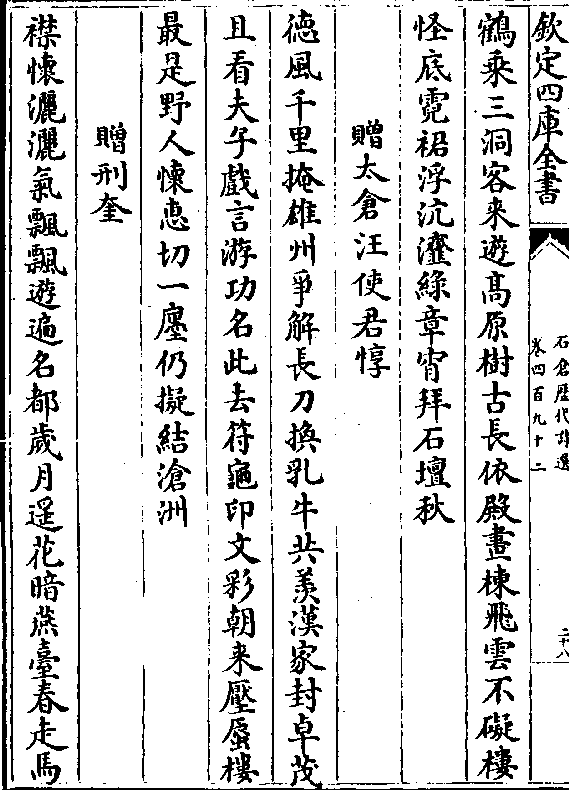 欽定四庫全書
石倉歷代詩選
卷四百九十二
二十八
鶴乘三洞客來遊高原樹古長依殿畫棟飛雲不礙樓
怪底霓裾浮沆瀣綠章宵拜石壇秋
贈太倉汪使君惇
徳風千里掩雄州爭解長刀換乳牛共羨漢家封卓茂
且看夫子戲言游功名此去符龜印文彩朝來壓蜃樓
最是野人懐惠切一廛仍擬結滄洲
贈刑奎
襟懐灑灑氣飄飄遊遍名都歲月遥花暗燕臺春走馬